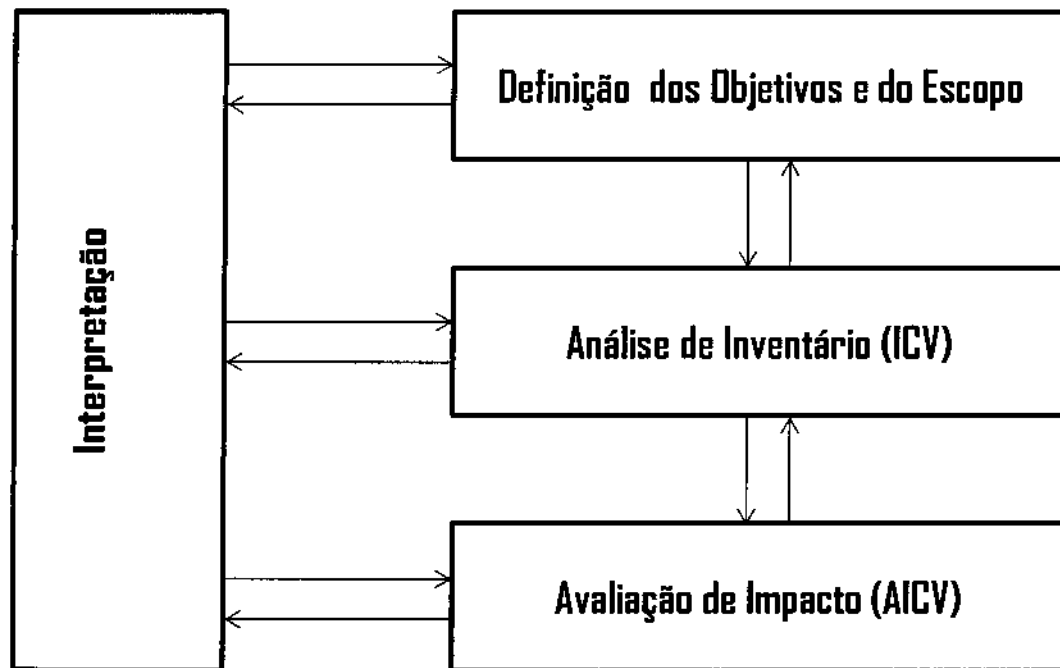 Interpretação
Definição dos Objetivos e do Escopo
Análise de Inventário (ICV)
Avaliação de Impacto (AICV)